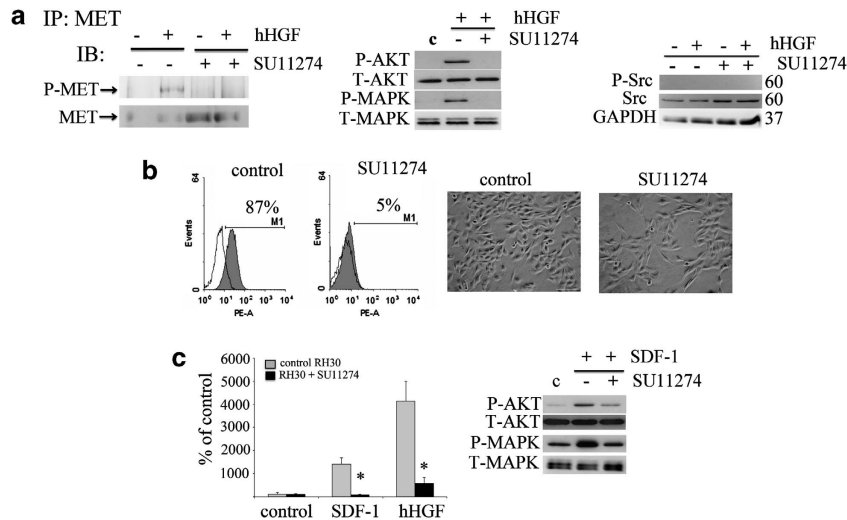 a
IP: MET
IB:
- + - + hHGF
- - + + SU11274
P-MET→
MET →
+ + hHGF
c - + SU11274
P-AKT
T-AKT
P-MAPK
T-MAPK
- + - + hHGF
- - + + SU11274
P-Src 60
Src 60
GAPDH 37
b
control
64
Events
0
87%
M1
10⁰ 10¹ 10² 10³ 10⁴
PE-A
SU11274
64
Events
0
5%
M1
10⁰ 10¹ 10² 10³ 10⁴
PE-A
control
SU11274
c
% of control
6000
5000
4000
3000
2000
1000
control RH30
RH30 + SU11274
*
*
control SDF-1 hHGF
+ + SDF-1
c - + SU11274
P-AKT
T-AKT
P-MAPK
T-MAPK